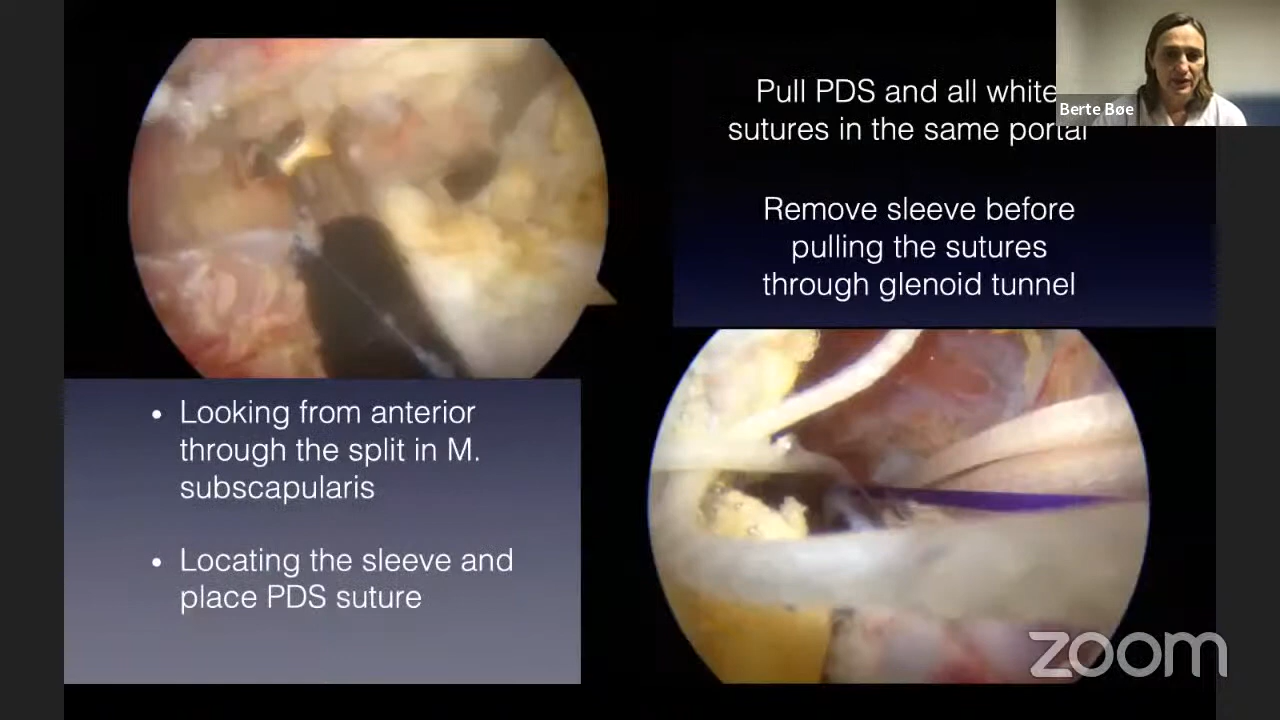 Pull PDS and all white
sutures in the same portal
Berte Bøe
Remove sleeve before
pulling the sutures
through glenoid tunnel
• Looking from anterior
through the split in M.
subscapularis
• Locating the sleeve and
place PDS suture
zoom